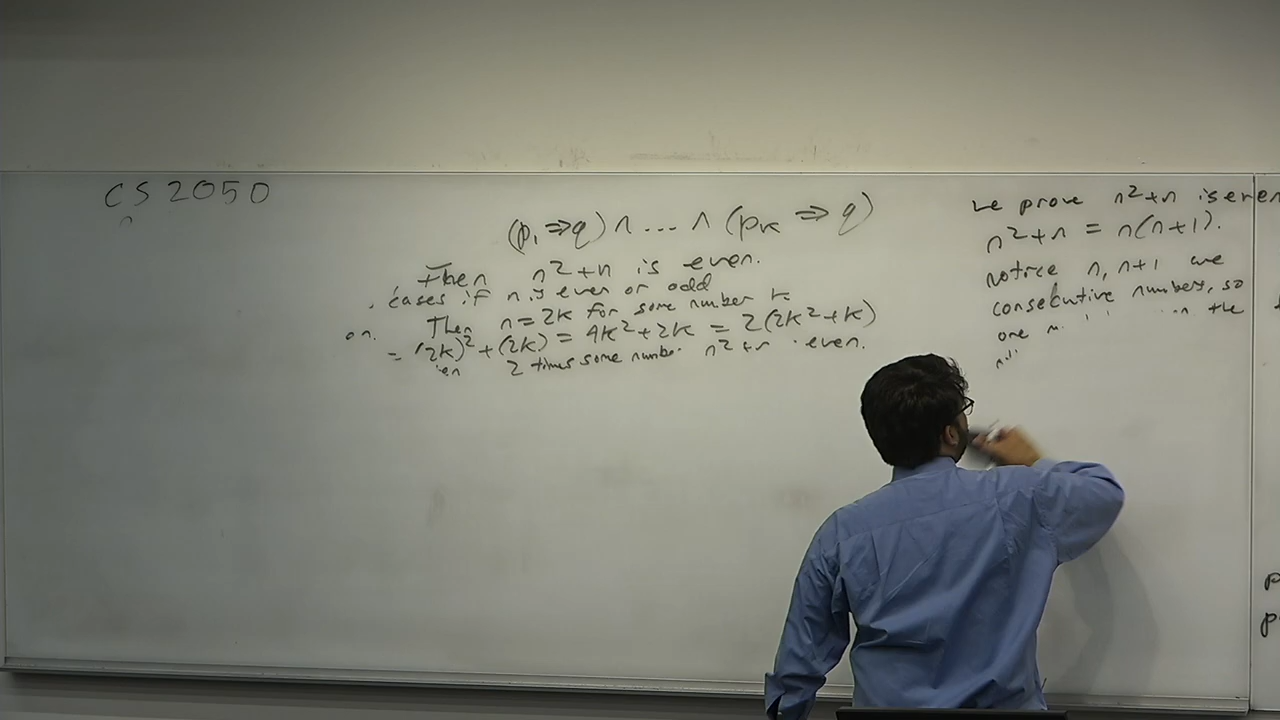 CS 2050
(p₁ ⇒ q) ∧ ... ∧ (pₖ ⇒ q)
Then n² + n is even.
cases if n is even or odd
Then n = 2k for some number k
= (2k)² + (2k) = 4k² + 2k = 2(2k² + k)
2 times some number n² + n even.
we prove n² + n is even
n² + n = n(n+1).
notice n, n+1 are
consecutive numbers, so
one the